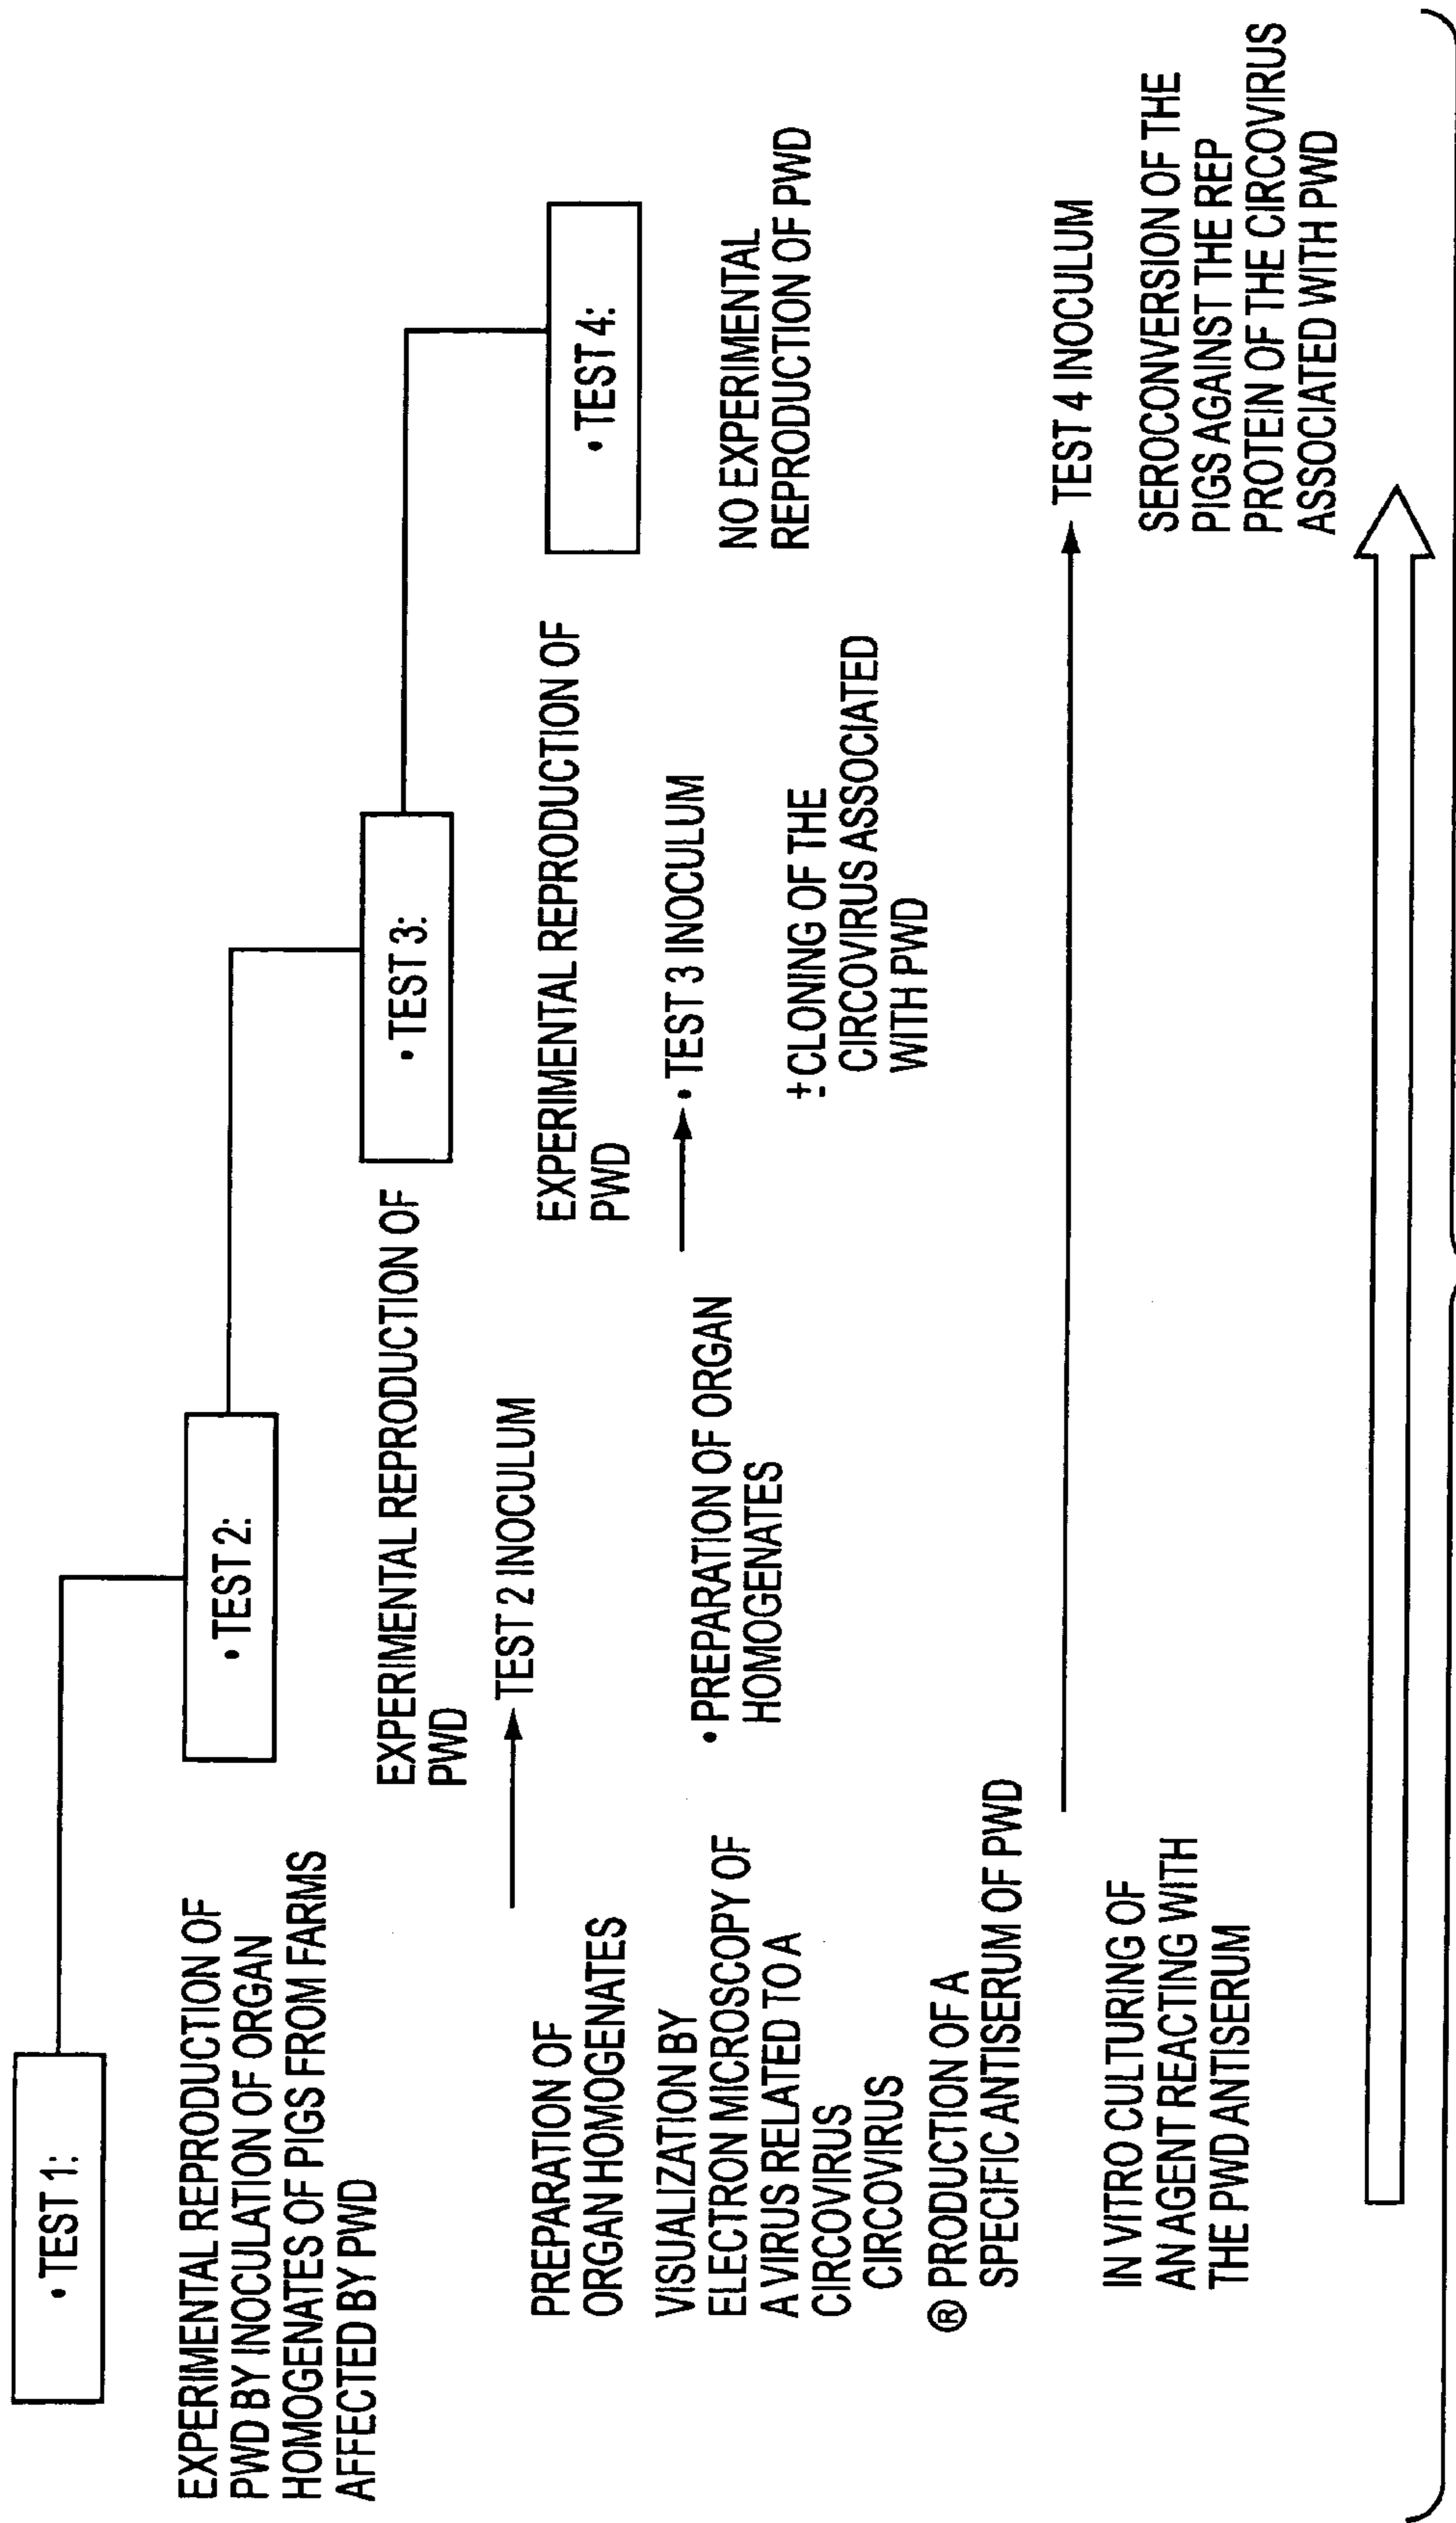 • TEST 1:
EXPERIMENTAL REPRODUCTION OF
PWD BY INOCULATION OF ORGAN
HOMOGENATES OF PIGS FROM FARMS
AFFECTED BY PWD
PREPARATION OF
ORGAN HOMOGENATES
VISUALIZATION BY
ELECTRON MICROSCOPY OF
A VIRUS RELATED TO A
CIRCOVIRUS
CIRCOVIRUS
® PRODUCTION OF A
SPECIFIC ANTISERUM OF PWD
IN VITRO CULTURING OF
AN AGENT REACTING WITH
THE PWD ANTISERUM
• TEST 2:
EXPERIMENTAL REPRODUCTION OF
PWD
TEST 2 INOCULUM
• PREPARATION OF ORGAN
HOMOGENATES
• TEST 3:
EXPERIMENTAL REPRODUCTION OF
PWD
• TEST 3 INOCULUM
± CLONING OF THE
CIRCOVIRUS ASSOCIATED
WITH PWD
• TEST 4:
NO EXPERIMENTAL
REPRODUCTION OF PWD
TEST 4 INOCULUM
SEROCONVERSION OF THE
PIGS AGAINST THE REP
PROTEIN OF THE CIRCOVIRUS
ASSOCIATED WITH PWD